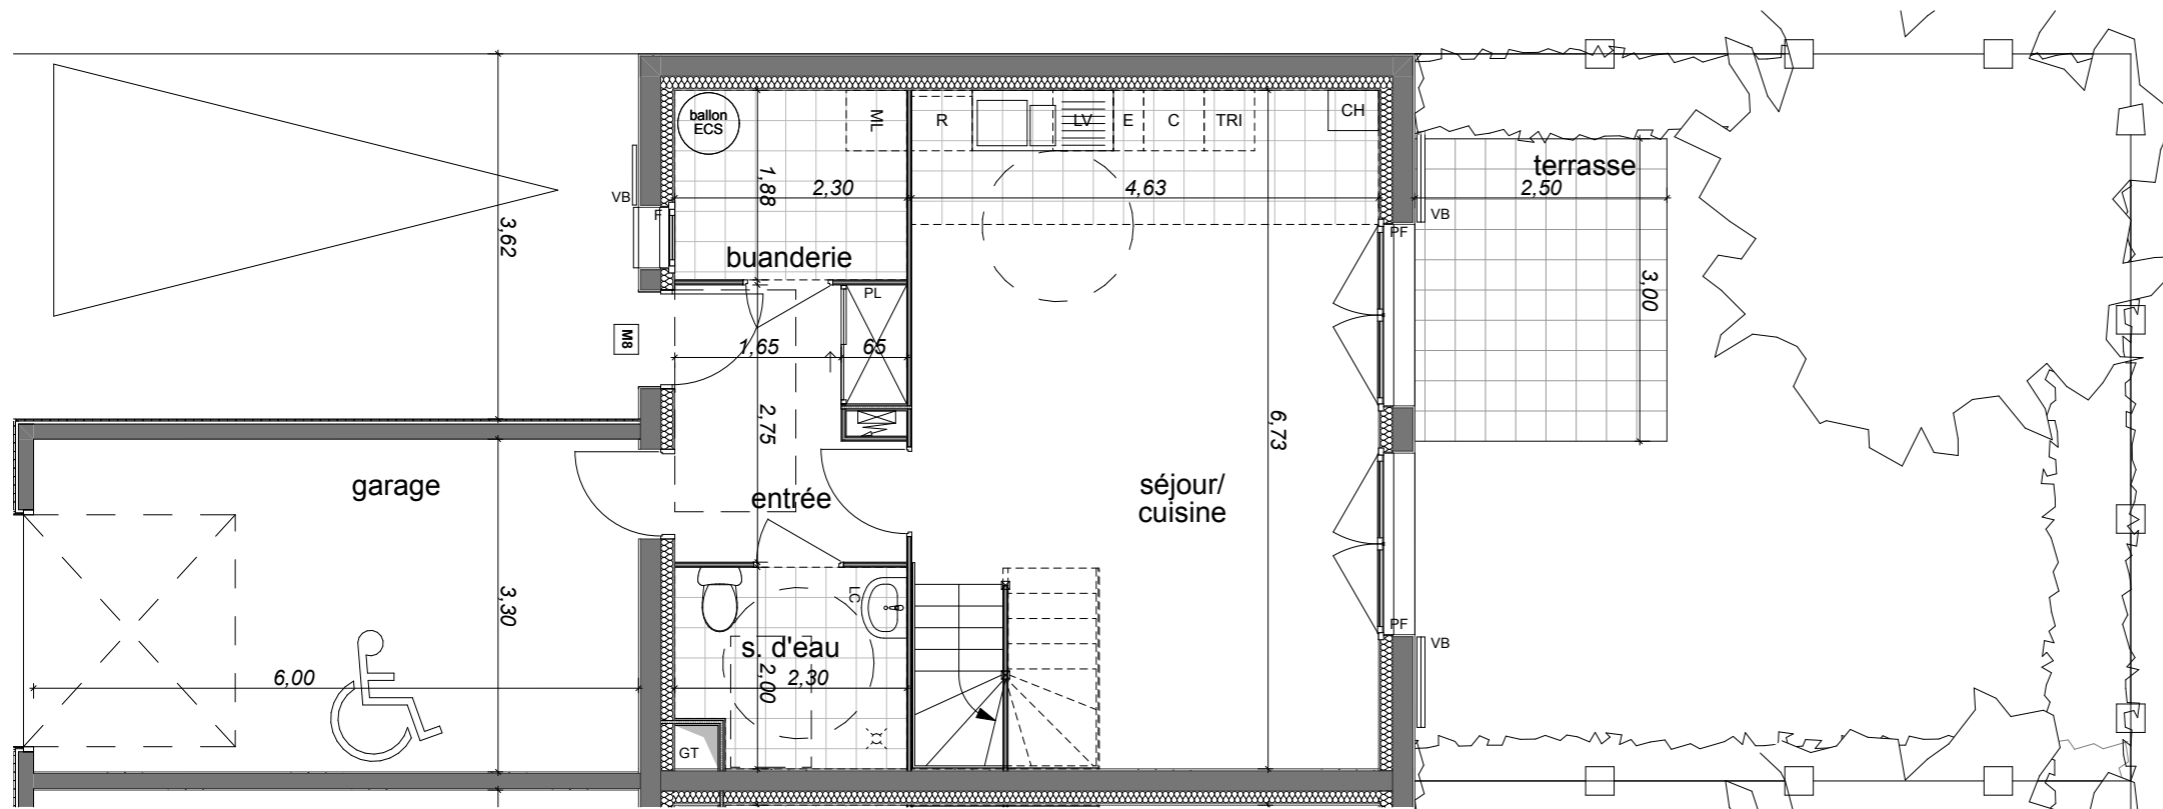 ballon
ECS
ML
R
LV
E
C
TRI
CH
terrasse
VB
F
1,88
2,30
4,63
2,50
VB
3,62
PF
buanderie
3,00
PL
M8
1,65
65
2,75
6,73
garage
entrée
séjour/
cuisine
3,30
LC
PF
VB
s. d'eau
6,00
2,00
2,30
GT